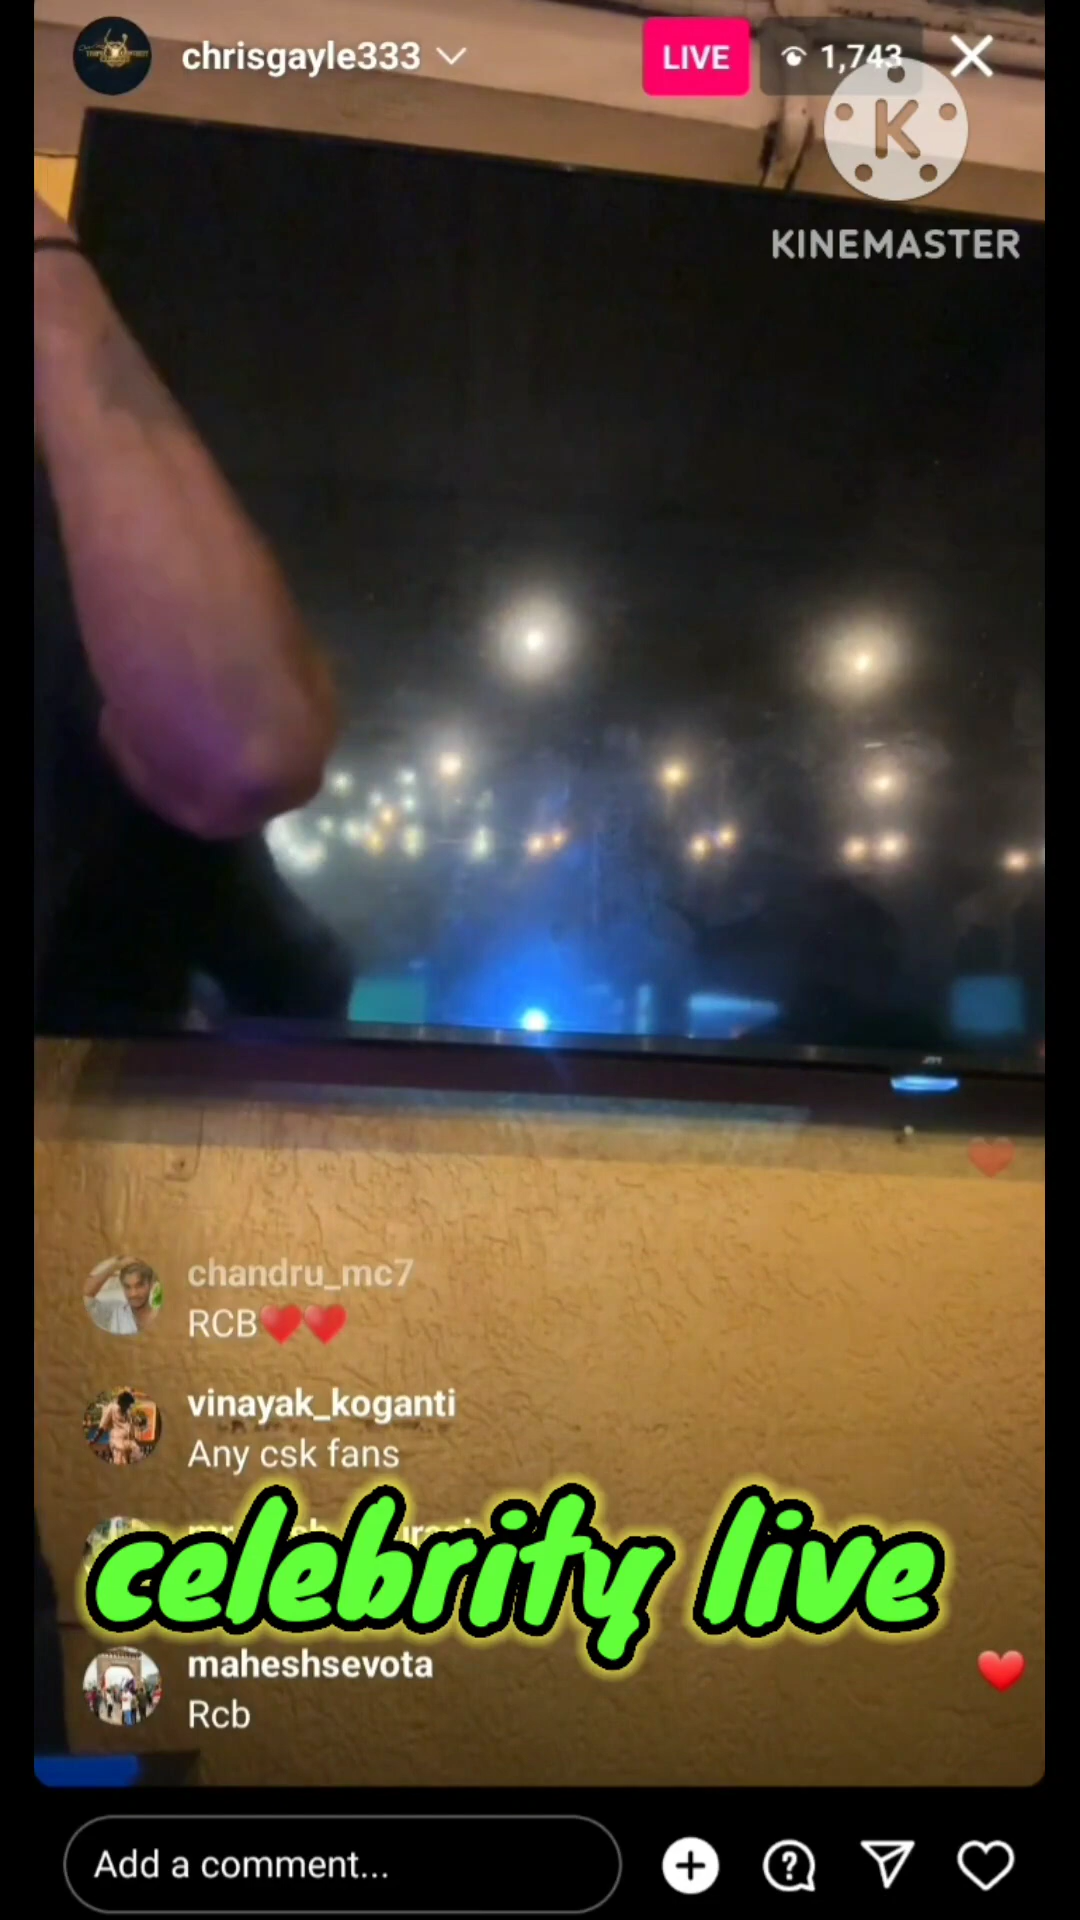 chrisgayle333
LIVE
1,743
K
KINEMASTER
chandru_mc7
RCB❤️❤️
vinayak_koganti
Any csk fans
celebrity live
maheshsevota
Rcb
Add a comment...